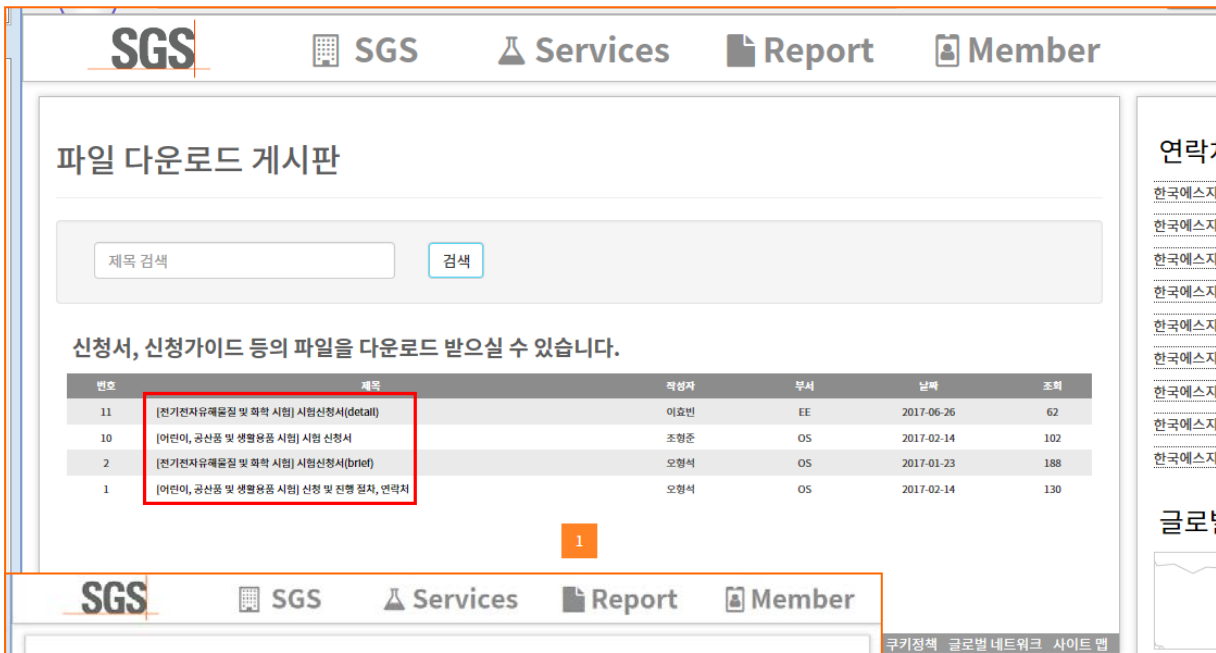 SGS SGS Services Report Member
파일 다운로드 게시판
제목 검색 검색
신청서, 신청가이드 등의 파일을 다운로드 받으실 수 있습니다.
번호 제목 작성자 부서 날짜 조회
11 [전기전자유해물질 및 화학 시험] 시험신청서(detail) 이효빈 EE 2017-06-26 62
10 [어린이, 공산품 및 생활용품 시험] 시험 신청서 조형준 OS 2017-02-14 102
2 [전기전자유해물질 및 화학 시험] 시험신청서(brief) 오형석 OS 2017-01-23 188
1 [어린이, 공산품 및 생활용품 시험] 신청 및 진행 절차, 연락처 오형석 OS 2017-02-14 130
1
연락
한국에스지
한국에스지
한국에스지
한국에스지
한국에스지
한국에스지
한국에스지
한국에스지
한국에스지
글로
SGS SGS Services Report Member
쿠키정책 글로벌 네트워크 사이트 맵